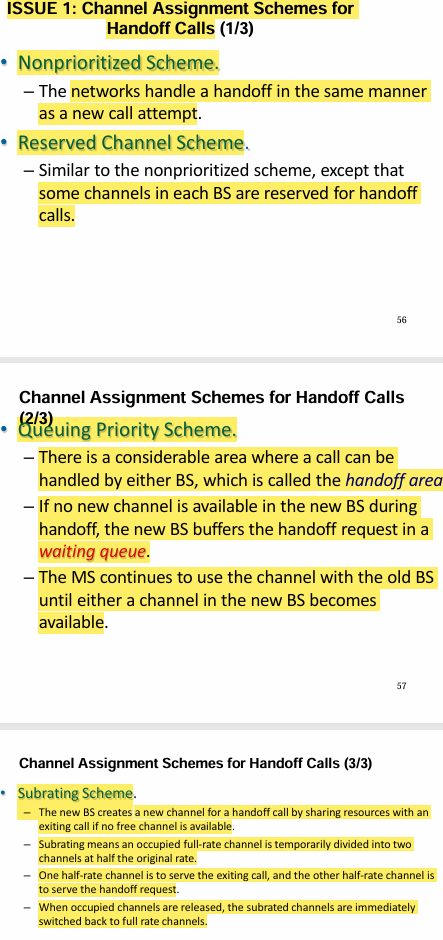 ISSUE 1: Channel Assignment Schemes for
Handoff Calls (1/3)
• Nonprioritized Scheme.
– The networks handle a handoff in the same manner
as a new call attempt.
• Reserved Channel Scheme.
– Similar to the nonprioritized scheme, except that
some channels in each BS are reserved for handoff
calls.
56
Channel Assignment Schemes for Handoff Calls
(2/3)
• Queuing Priority Scheme.
– There is a considerable area where a call can be
handled by either BS, which is called the handoff area
– If no new channel is available in the new BS during
handoff, the new BS buffers the handoff request in a
waiting queue.
– The MS continues to use the channel with the old BS
until either a channel in the new BS becomes
available.
57
Channel Assignment Schemes for Handoff Calls (3/3)
• Subrating Scheme.
– The new BS creates a new channel for a handoff call by sharing resources with an
exiting call if no free channel is available.
– Subrating means an occupied full-rate channel is temporarily divided into two
channels at half the original rate.
– One half-rate channel is to serve the exiting call, and the other half-rate channel is
to serve the handoff request.
– When occupied channels are released, the subrated channels are immediately
switched back to full rate channels.